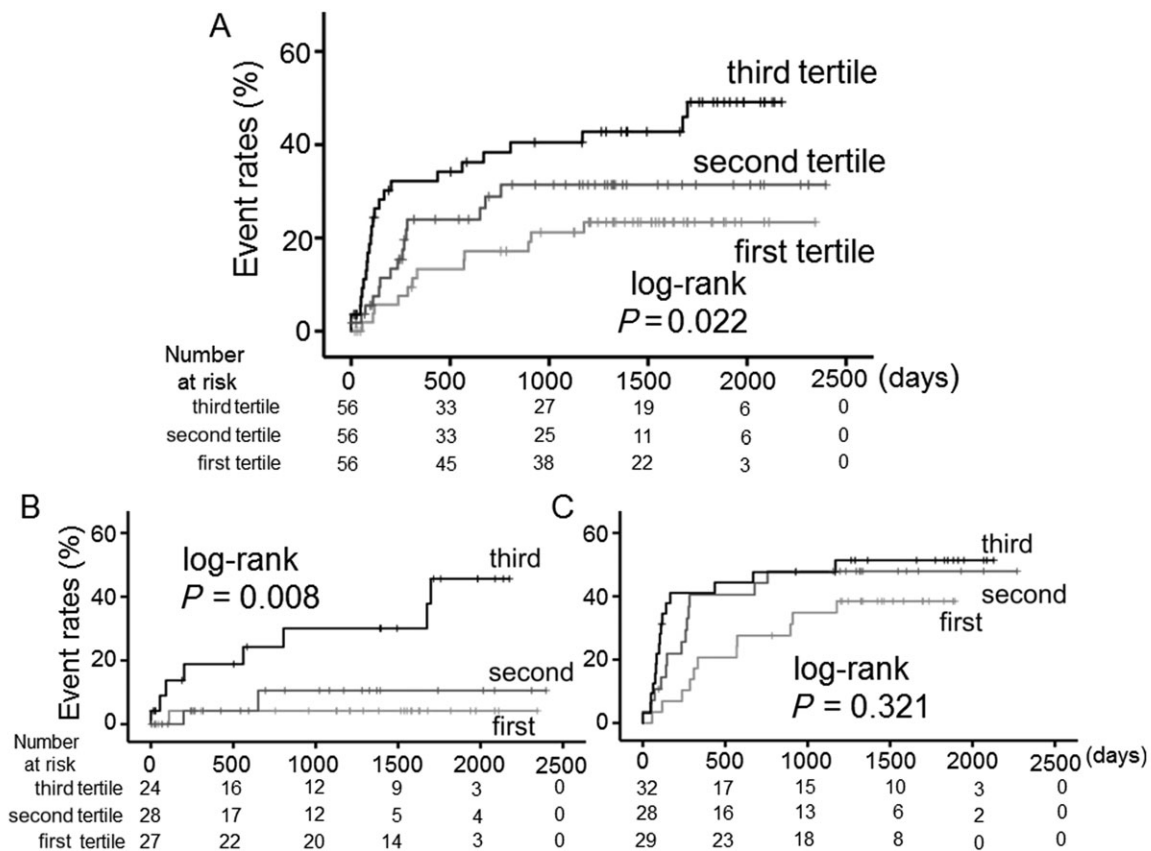 A
Event rates (%)
60
40
20
0
third tertile
second tertile
first tertile
log-rank
P = 0.022
0 500 1000 1500 2000 2500 (days)
Number
at risk
third tertile 56 33 27 19 6 0
second tertile 56 33 25 11 6 0
first tertile 56 45 38 22 3 0
B
Event rates (%)
60
40
20
0
log-rank
P = 0.008
third
second
first
0 500 1000 1500 2000 2500
Number
at risk
third tertile 24 16 12 9 3 0
second tertile 28 17 12 5 4 0
first tertile 27 22 20 14 3 0
C
60
40
20
0
third
second
first
log-rank
P = 0.321
0 500 1000 1500 2000 2500 (days)
32 17 15 10 3 0
28 16 13 6 2 0
29 23 18 8 0 0